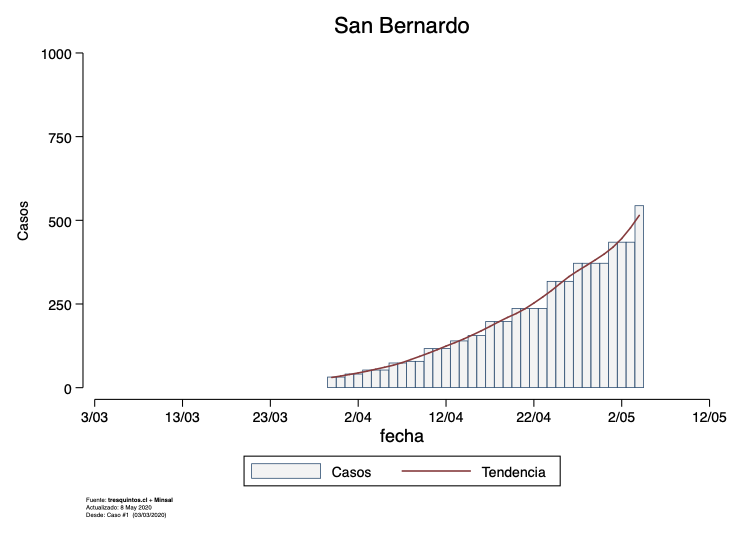 San Bernardo
1000
750
500
250
0
Casos
3/03 13/03 23/03 2/04 12/04 22/04 2/05 12/05
fecha
Casos Tendencia
Fuente: tresquintos.cl + Minsal
Actualizado: 8 May 2020
Desde: Caso #1 (03/03/2020)